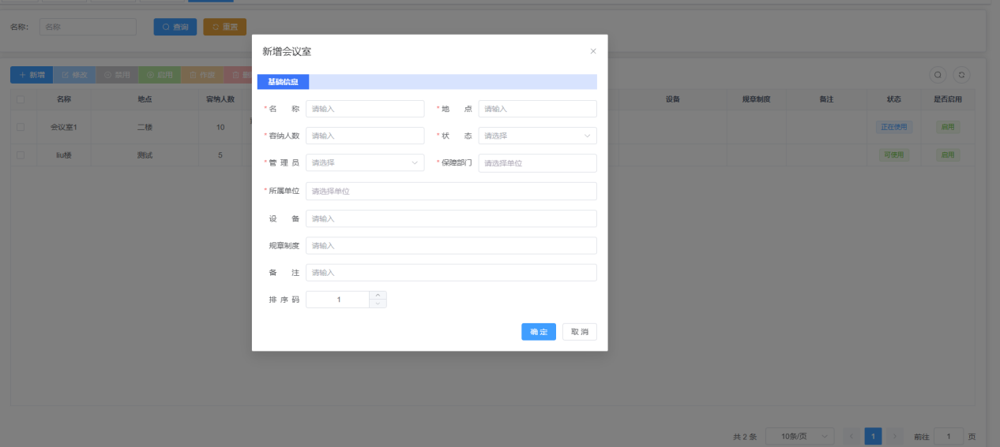 名称: 名称 查询 重置
新增会议室
+ 新增 修改 禁用 启用 作废
基础信息
名称 地点 容纳人数 设备 规章制度 备注 状态 是否启用
* 名 称 请输入 * 地 点 请输入
会议室1 二楼 10 正在使用 启用
* 容纳人数 请输入 * 状 态 请选择
liu楼 测试 5 可使用 启用
* 管 理 员 请选择 * 保障部门 请选择单位
* 所属单位 请选择单位
设 备 请输入
规章制度 请输入
备 注 请输入
排 序 码 1
确 定 取 消
共 2 条 10条/页 1 前往 1 页